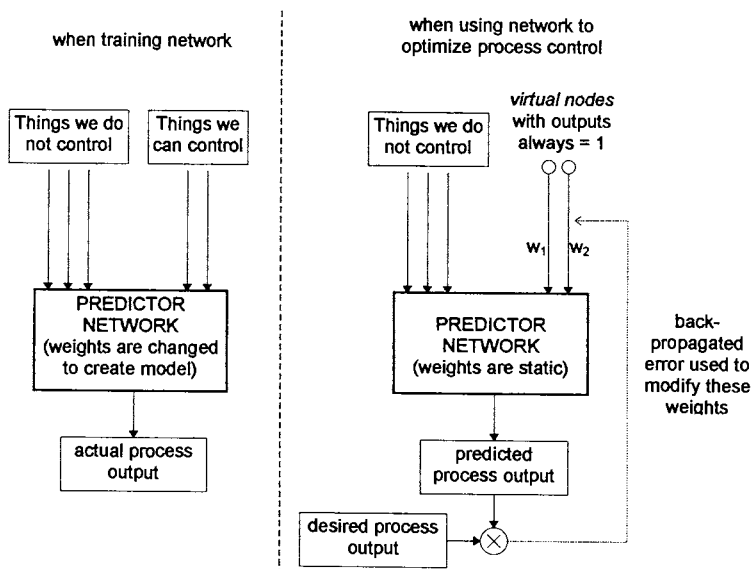 when training network
Things we do
not control
Things we
can control
PREDICTOR
NETWORK
(weights are changed
to create model)
actual process
output
when using network to
optimize process control
Things we do
not control
virtual nodes
with outputs
always = 1
w₁ w₂
PREDICTOR
NETWORK
(weights are static)
back-
propagated
error used to
modify these
weights
predicted
process output
desired process
output